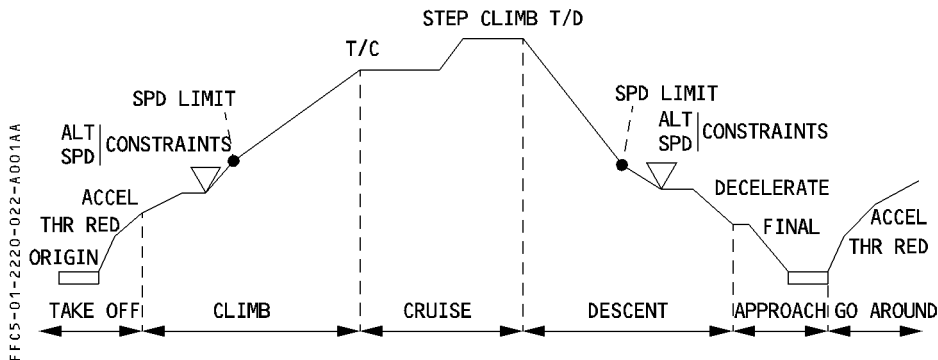 STEP CLIMB T/D
T/C
SPD LIMIT
ALT
SPD
CONSTRAINTS
ACCEL
THR RED
ORIGIN
SPD LIMIT
ALT
SPD
CONSTRAINTS
DECELERATE
FINAL
ACCEL
THR RED
TAKE OFF
CLIMB
CRUISE
DESCENT
APPROACH
GO AROUND
FFC5-01-2220-022-A001AA